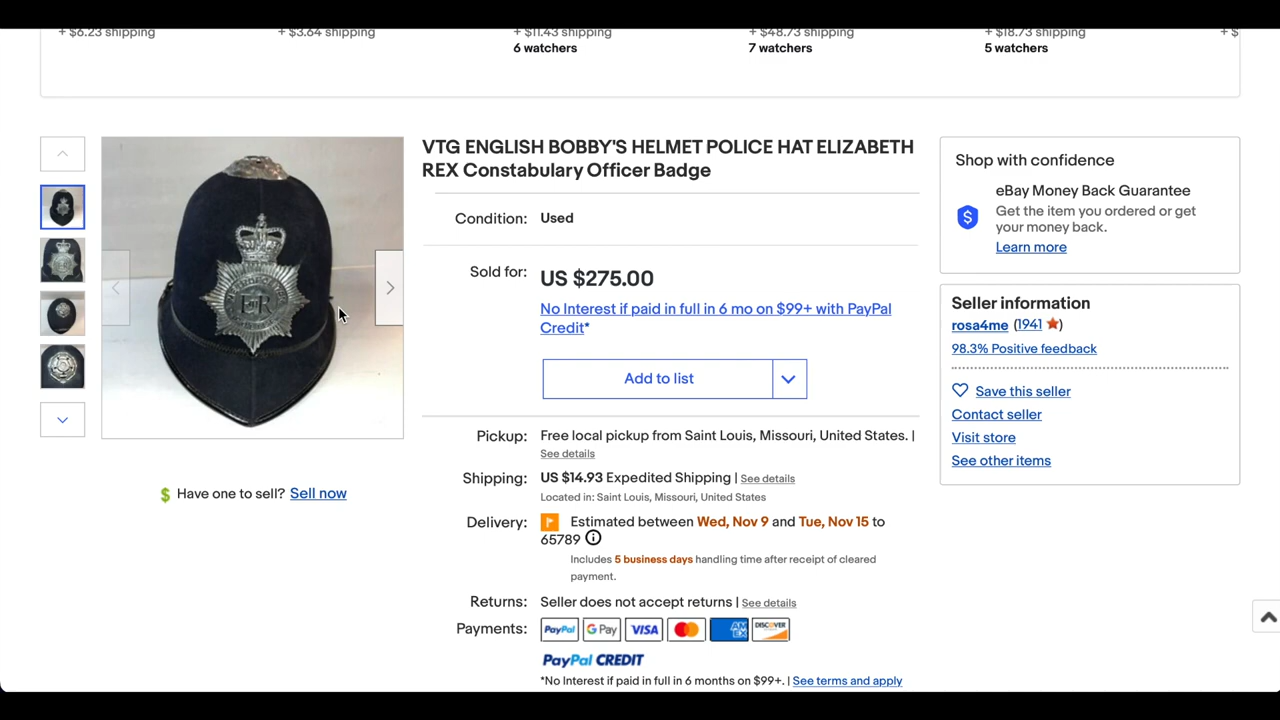 + $6.23 shipping
+ $3.64 shipping
+ $11.43 shipping
+ $48.73 shipping
+ $18.73 shipping
+ $
6 watchers
7 watchers
5 watchers
VTG ENGLISH BOBBY'S HELMET POLICE HAT ELIZABETH
REX Constabulary Officer Badge
Condition: Used
Sold for: US $275.00
No Interest if paid in full in 6 mo on $99+ with PayPal
Credit*
Add to list
Pickup: Free local pickup from Saint Louis, Missouri, United States. |
See details
Shipping: US $14.93 Expedited Shipping | See details
Located in: Saint Louis, Missouri, United States
Delivery: Estimated between Wed, Nov 9 and Tue, Nov 15 to
65789
Includes 5 business days handling time after receipt of cleared
payment.
Returns: Seller does not accept returns | See details
Payments: PayPal G Pay VISA AM EX DISCOVER
PayPal CREDIT
*No Interest if paid in full in 6 months on $99+. | See terms and apply
E R
Have one to sell? Sell now
Shop with confidence
eBay Money Back Guarantee
Get the item you ordered or get
your money back.
Learn more
Seller information
rosa4me (1941)
98.3% Positive feedback
Save this seller
Contact seller
Visit store
See other items